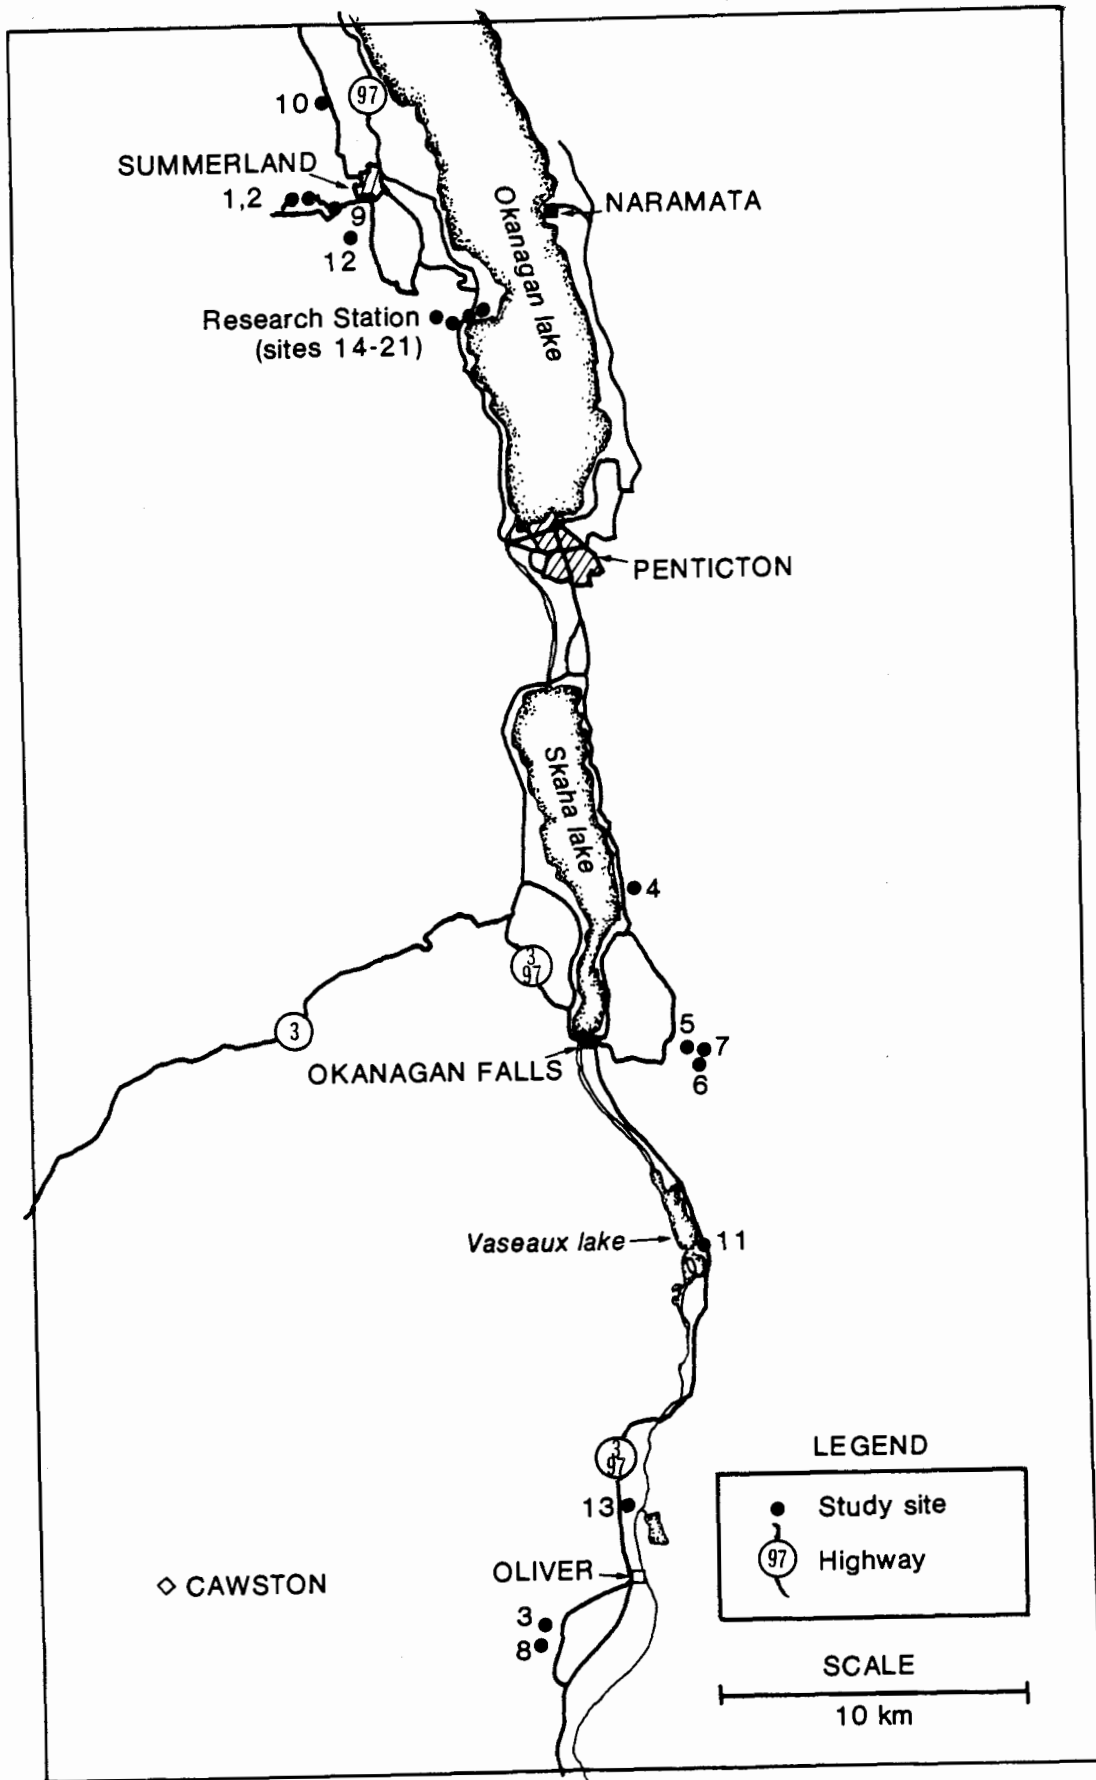 10
97
SUMMERLAND
1,2
9
12
NARAMATA
Okanagan lake
Research Station
(sites 14-21)
PENTICTON
Skaha lake
4
3
97
3
5
7
6
OKANAGAN FALLS
Vaseaux lake
11
3
97
13
OLIVER
CAWSTON
3
8
LEGEND
Study site
97
Highway
SCALE
10 km